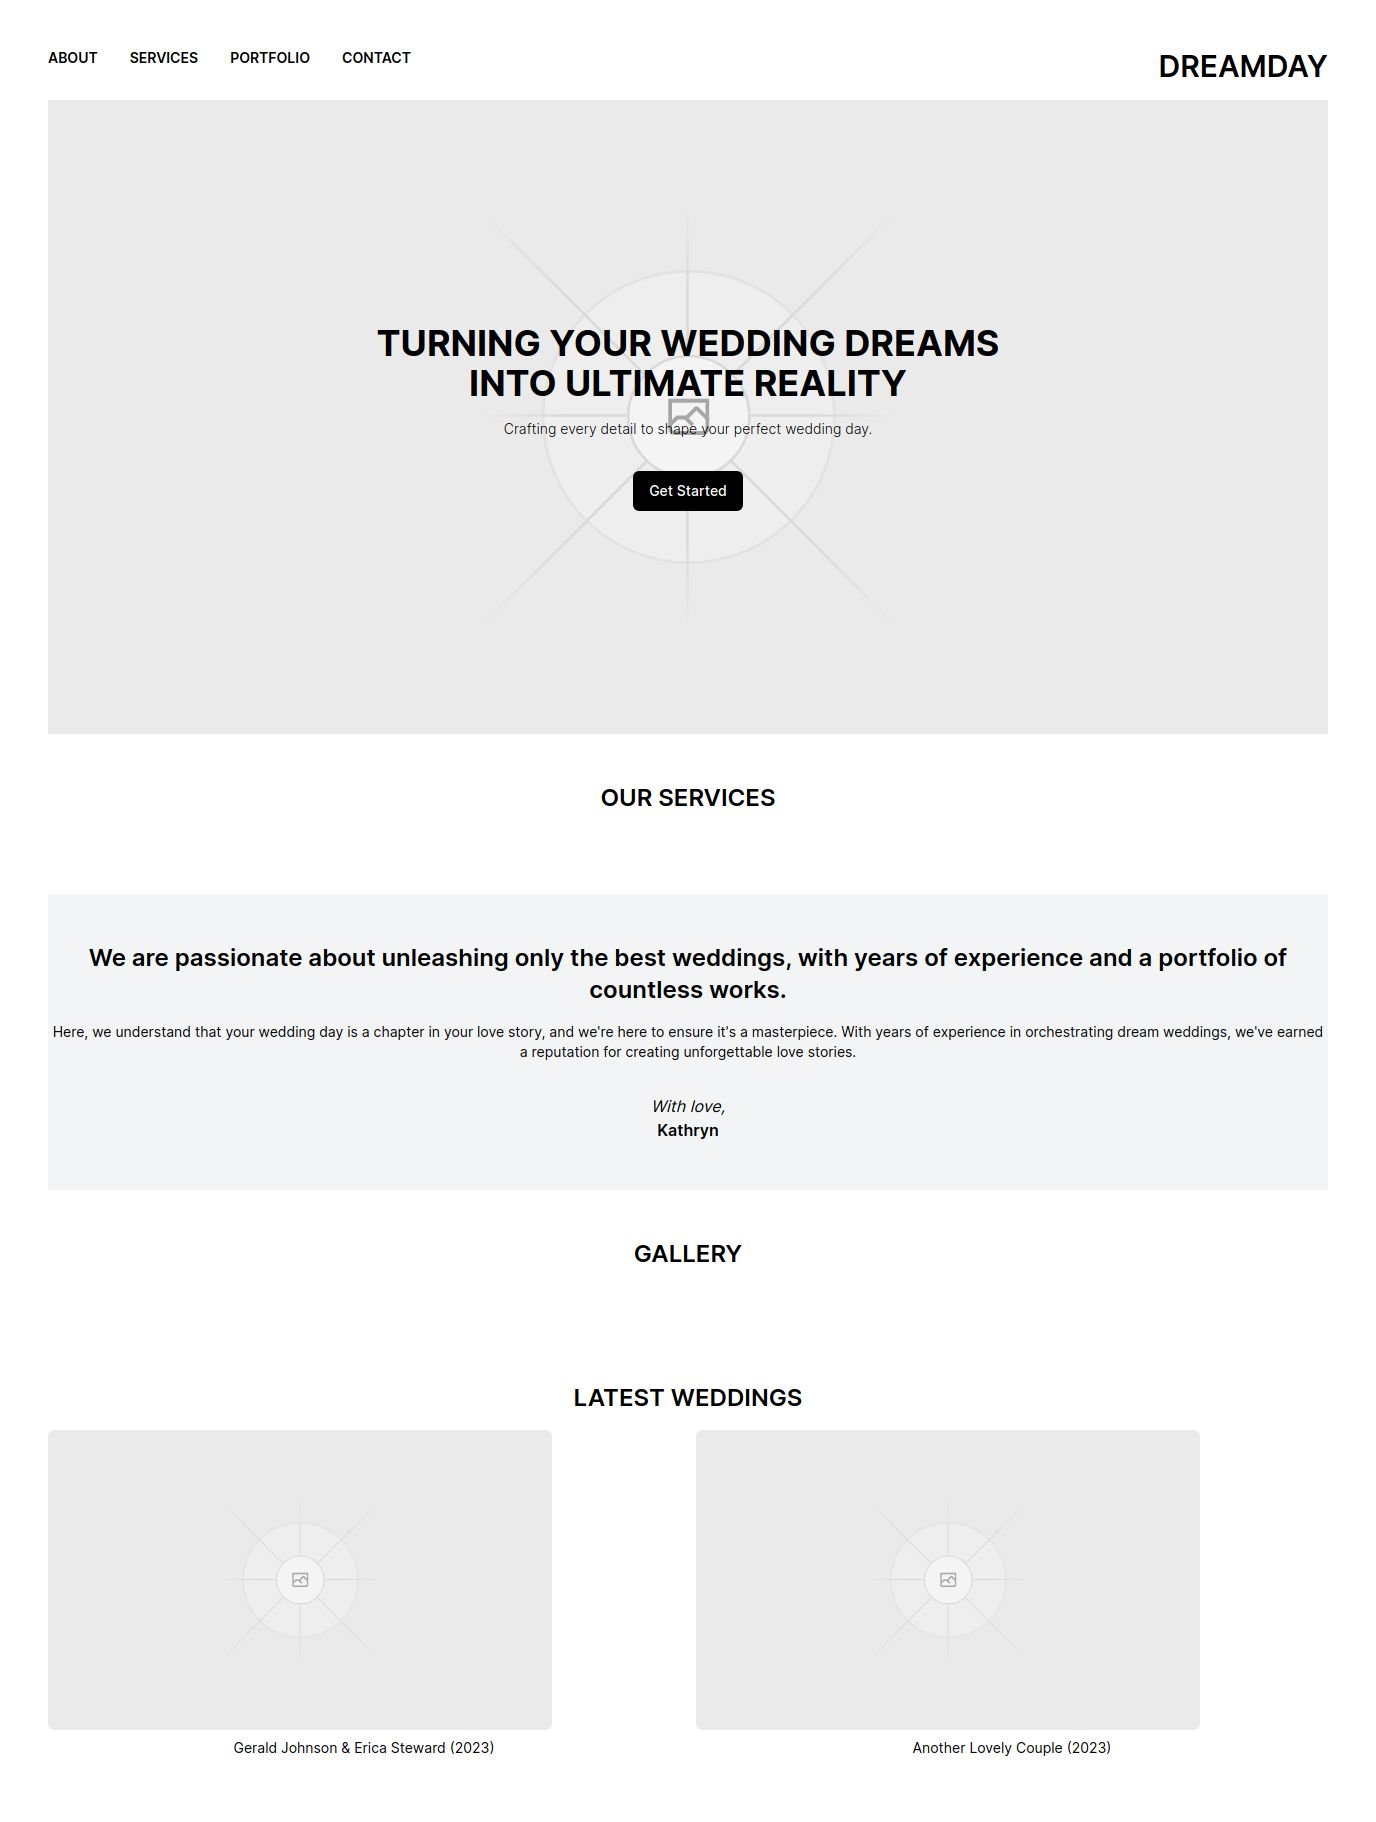 ABOUT SERVICES PORTFOLIO CONTACT DREAMDAY
TURNING YOUR WEDDING DREAMS
INTO ULTIMATE REALITY
Crafting every detail to shape your perfect wedding day.
Get Started
OUR SERVICES
We are passionate about unleashing only the best weddings, with years of experience and a portfolio of
countless works.
Here, we understand that your wedding day is a chapter in your love story, and we're here to ensure it's a masterpiece. With years of experience in orchestrating dream weddings, we've earned
a reputation for creating unforgettable love stories.
With love,
Kathryn
GALLERY
LATEST WEDDINGS
Gerald Johnson & Erica Steward (2023)
Another Lovely Couple (2023)